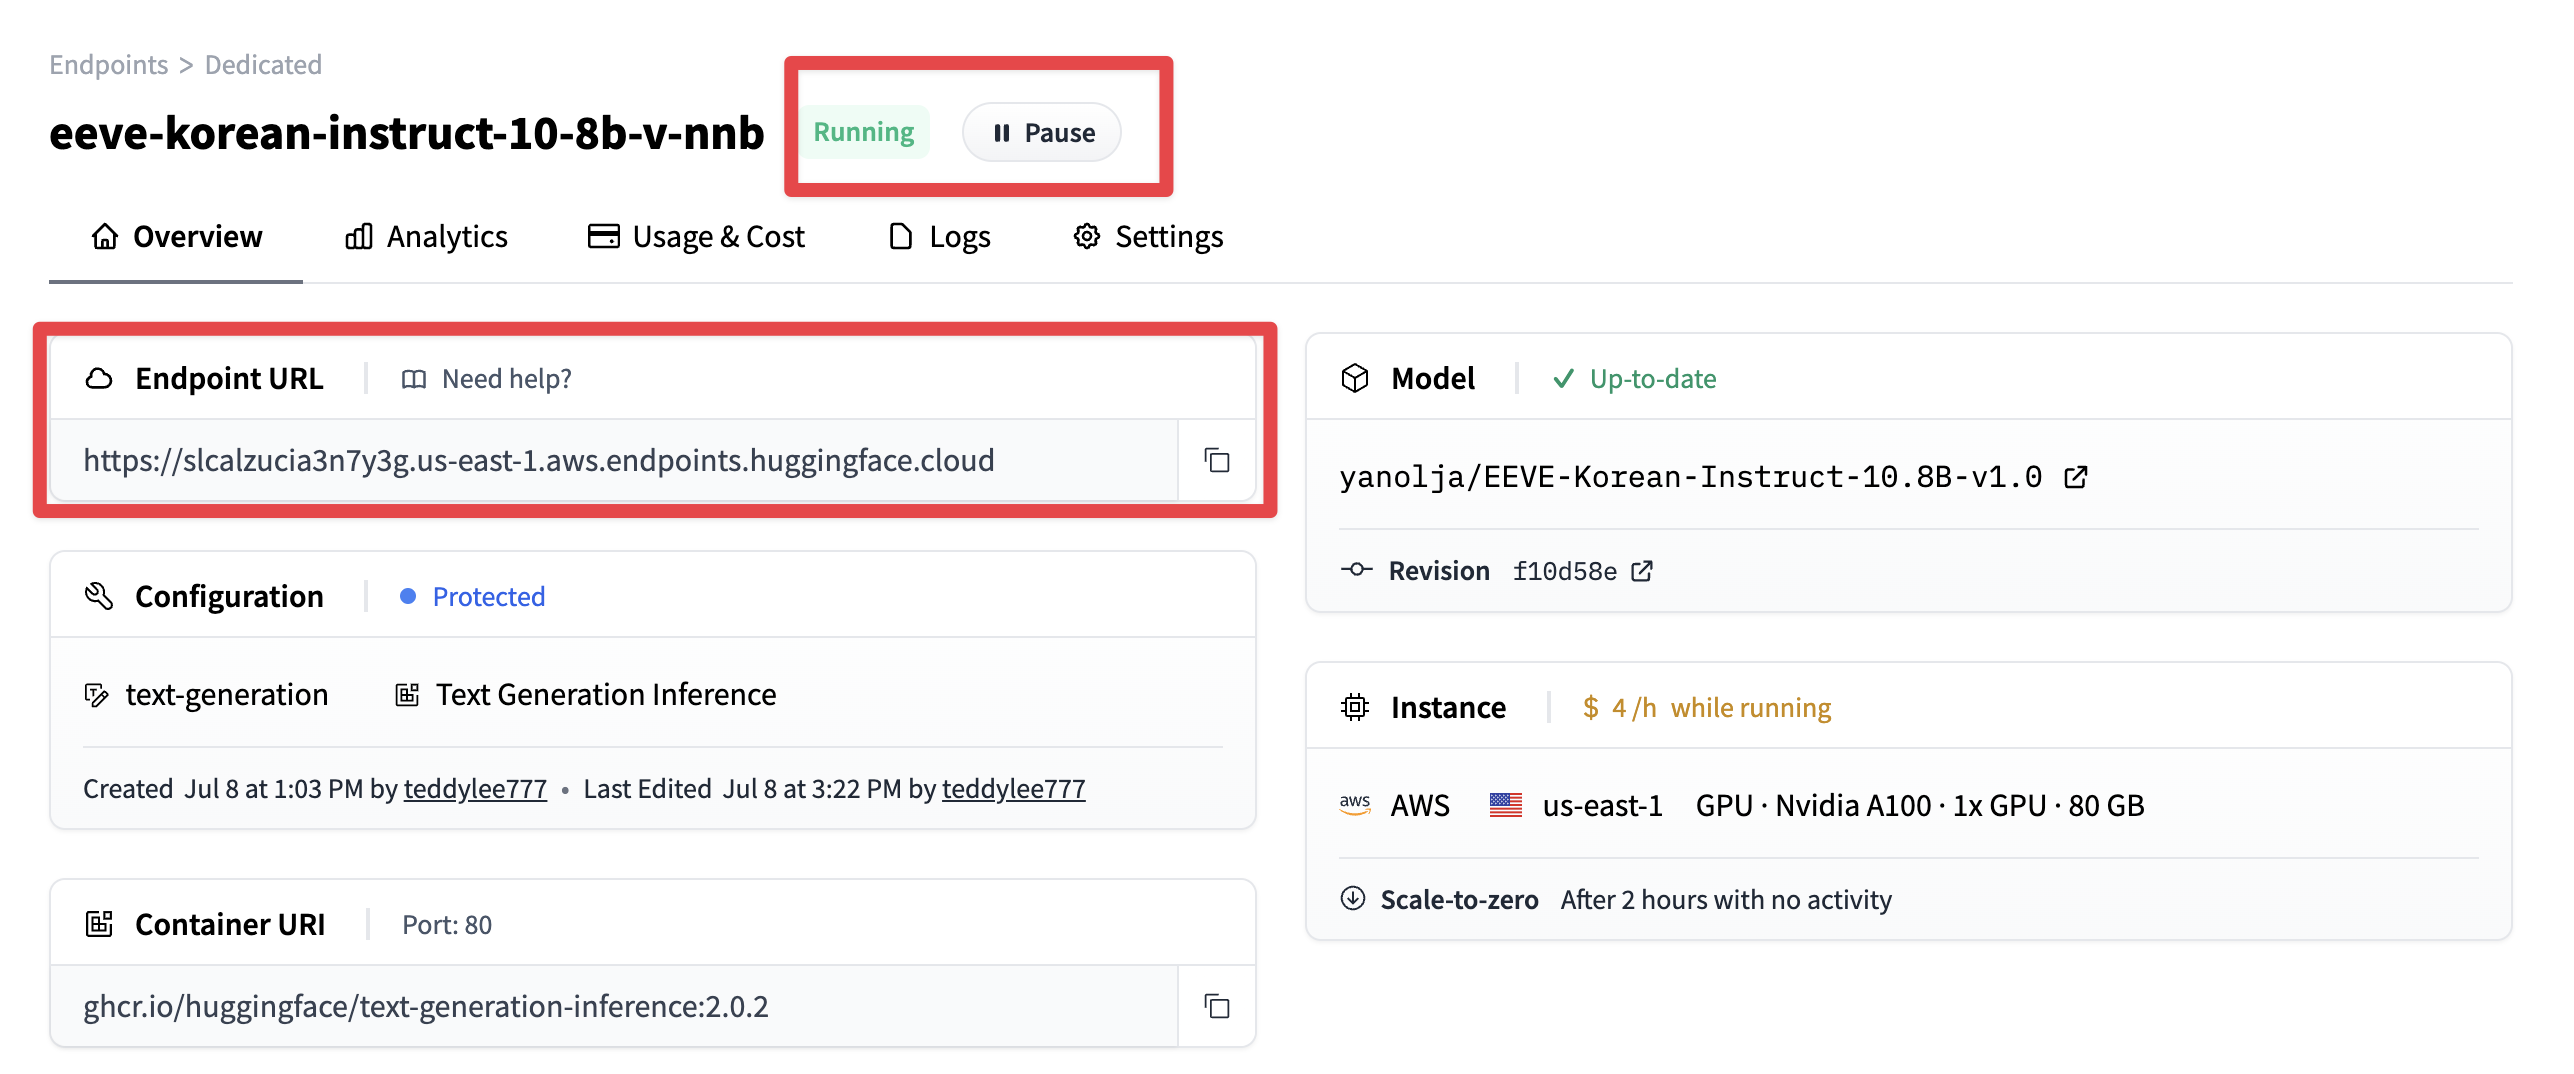 Endpoints > Dedicated
eeve-korean-instruct-10-8b-v-nnb Running Pause
Overview Analytics Usage & Cost Logs Settings
Endpoint URL Need help?
https://slcalzucia3n7y3g.us-east-1.aws.endpoints.huggingface.cloud
Configuration Protected
text-generation Text Generation Inference
Created Jul 8 at 1:03 PM by teddylee777 • Last Edited Jul 8 at 3:22 PM by teddylee777
Container URI Port: 80
ghcr.io/huggingface/text-generation-inference:2.0.2
Model Up-to-date
yanolja/EEVE-Korean-Instruct-10.8B-v1.0
Revision f10d58e
Instance $ 4 /h while running
aws AWS us-east-1 GPU · Nvidia A100 · 1x GPU · 80 GB
Scale-to-zero After 2 hours with no activity